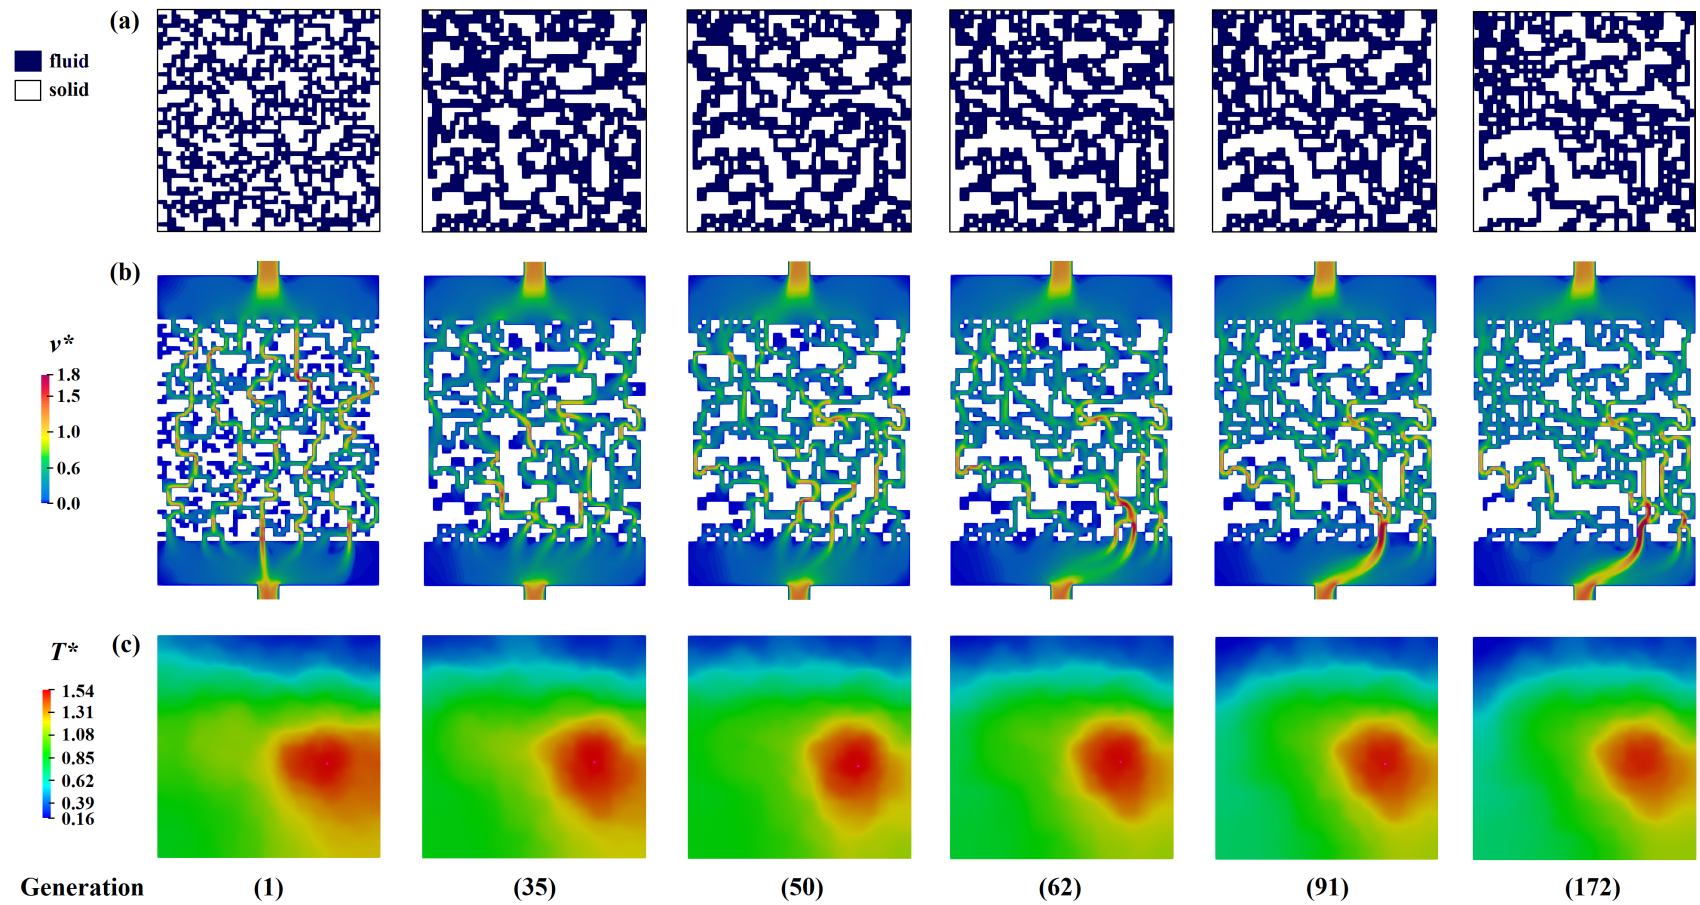 (a)
fluid
solid
(b)
v*
1.8
1.5
1.0
0.6
0.0
(c)
T*
1.54
1.31
1.08
0.85
0.62
0.39
0.16
Generation (1) (35) (50) (62) (91) (172)